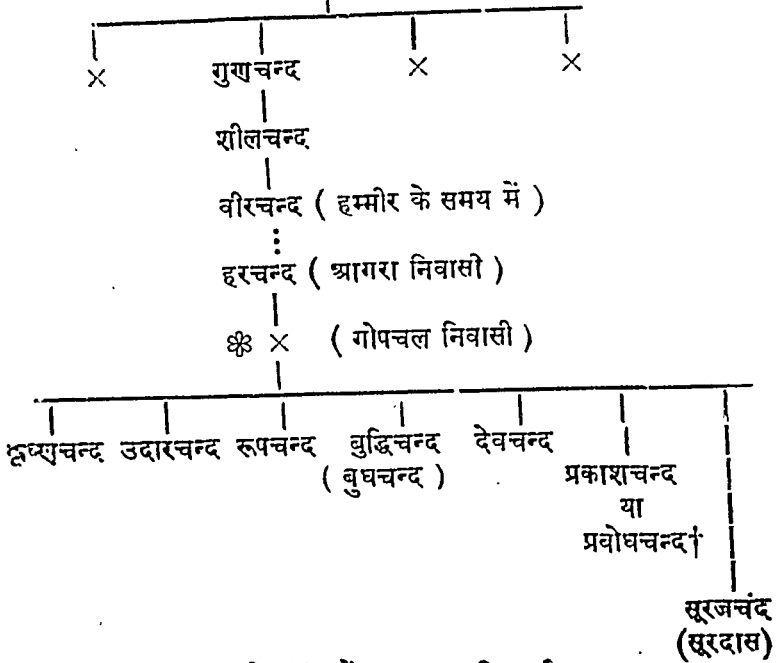 × गुणचन्द × ×
शीलचन्द
वीरचन्द ( हम्मीर के समय में )
हरचन्द ( आगरा निवासी )
❀ × ( गोपचल निवासी )
कृष्णचन्द उदारचन्द रूपचन्द बुद्धिचन्द देवचन्द
( बुधचन्द ) प्रकाशचन्द
या
प्रबोधचन्द†
सूरजचंद
(सूरदास)